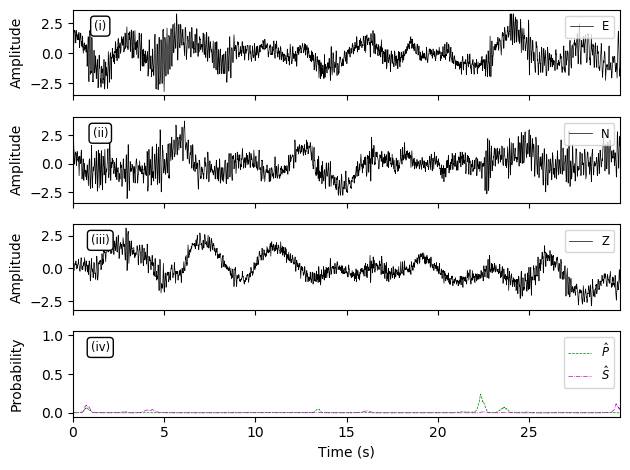 Amplitude
2.5
0.0
−2.5
(i)
E
Amplitude
2.5
0.0
−2.5
(ii)
N
Amplitude
2.5
0.0
−2.5
(iii)
Z
Probability
1.0
0.5
0.0
(iv)
P̂
Ŝ
0 5 10 15 20 25
Time (s)